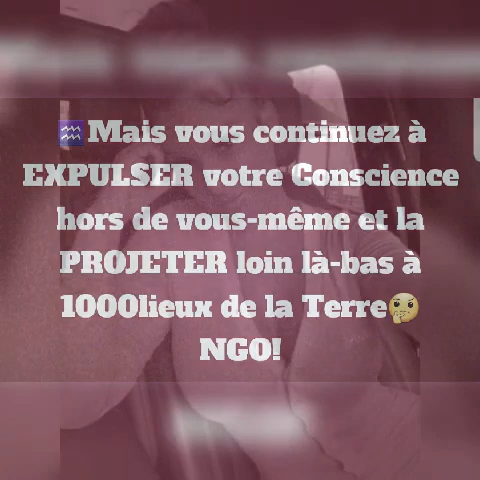 ♒Mais vous continuez à
EXPULSER votre Conscience
hors de vous-même et la
PROJETER loin là-bas à
1000lieux de la Terre🤔
NGO!